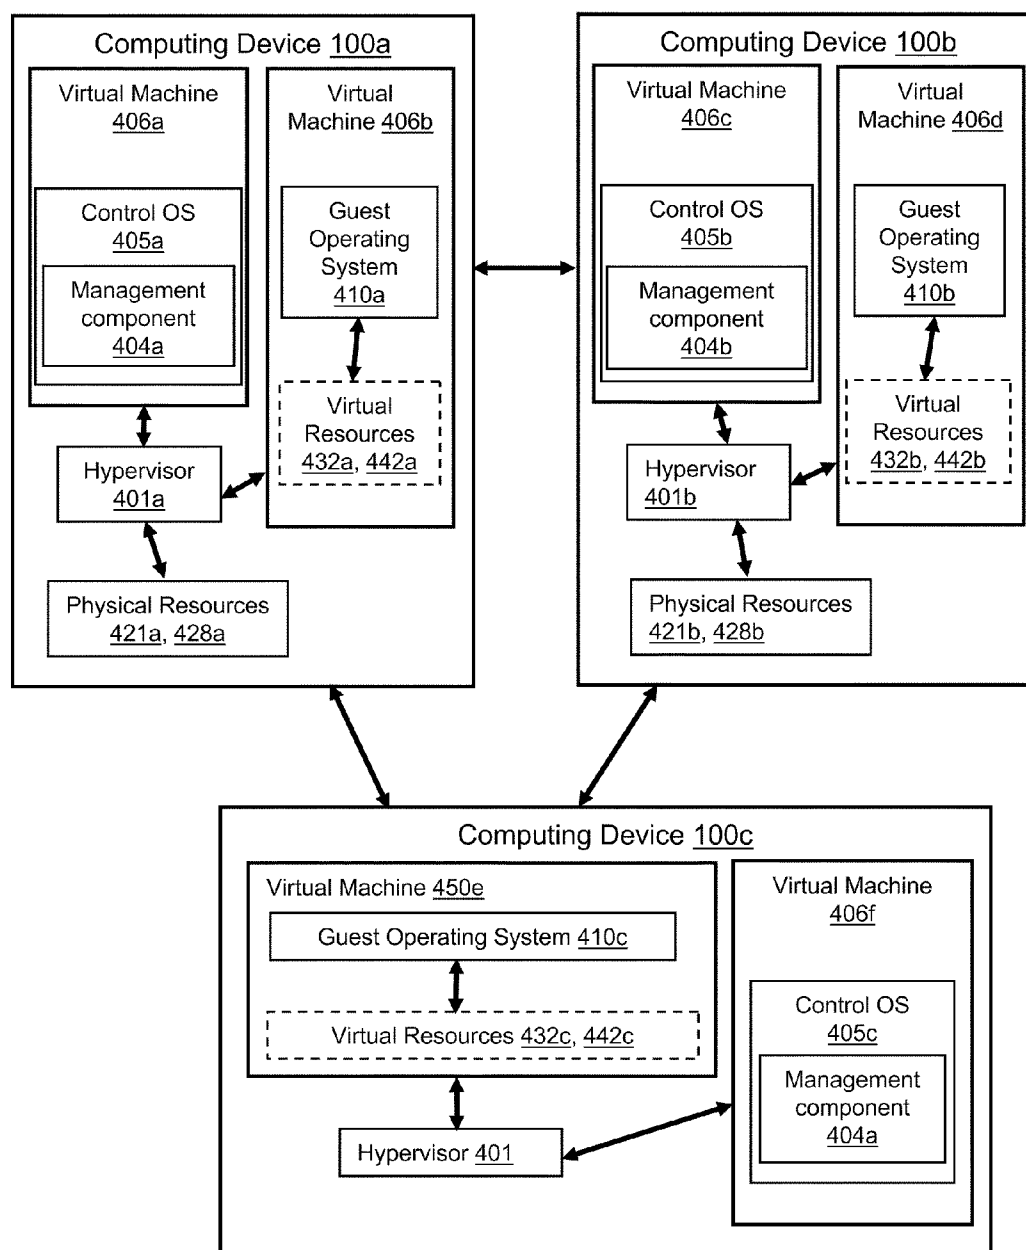 Computing Device 100a
Virtual Machine
406a
Control OS
405a
Management
component
404a
Virtual
Machine 406b
Guest
Operating
System
410a
Virtual
Resources
432a, 442a
Hypervisor
401a
Physical Resources
421a, 428a
Computing Device 100b
Virtual Machine
406c
Control OS
405b
Management
component
404b
Virtual
Machine 406d
Guest
Operating
System
410b
Virtual
Resources
432b, 442b
Hypervisor
401b
Physical Resources
421b, 428b
Computing Device 100c
Virtual Machine 450e
Guest Operating System 410c
Virtual Resources 432c, 442c
Hypervisor 401
Virtual Machine
406f
Control OS
405c
Management
component
404a